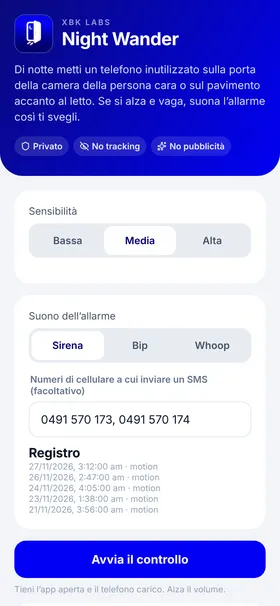 XBK LABS
Night Wander
Di notte metti un telefono inutilizzato sulla porta
della camera della persona cara o sul pavimento
accanto al letto. Se si alza e vaga, suona l'allarme
così ti svegli.
Privato
No tracking
No pubblicità
Sensibilità
Bassa
Media
Alta
Suono dell'allarme
Sirena
Bip
Whoop
Numeri di cellulare a cui inviare un SMS
(facoltativo)
0491 570 173, 0491 570 174
Registro
27/11/2026, 3:12:00 am · motion
26/11/2026, 2:47:00 am · motion
24/11/2026, 4:05:00 am · motion
23/11/2026, 1:38:00 am · motion
21/11/2026, 3:56:00 am · motion
Avvia il controllo
Tieni l'app aperta e il telefono carico. Alza il volume.